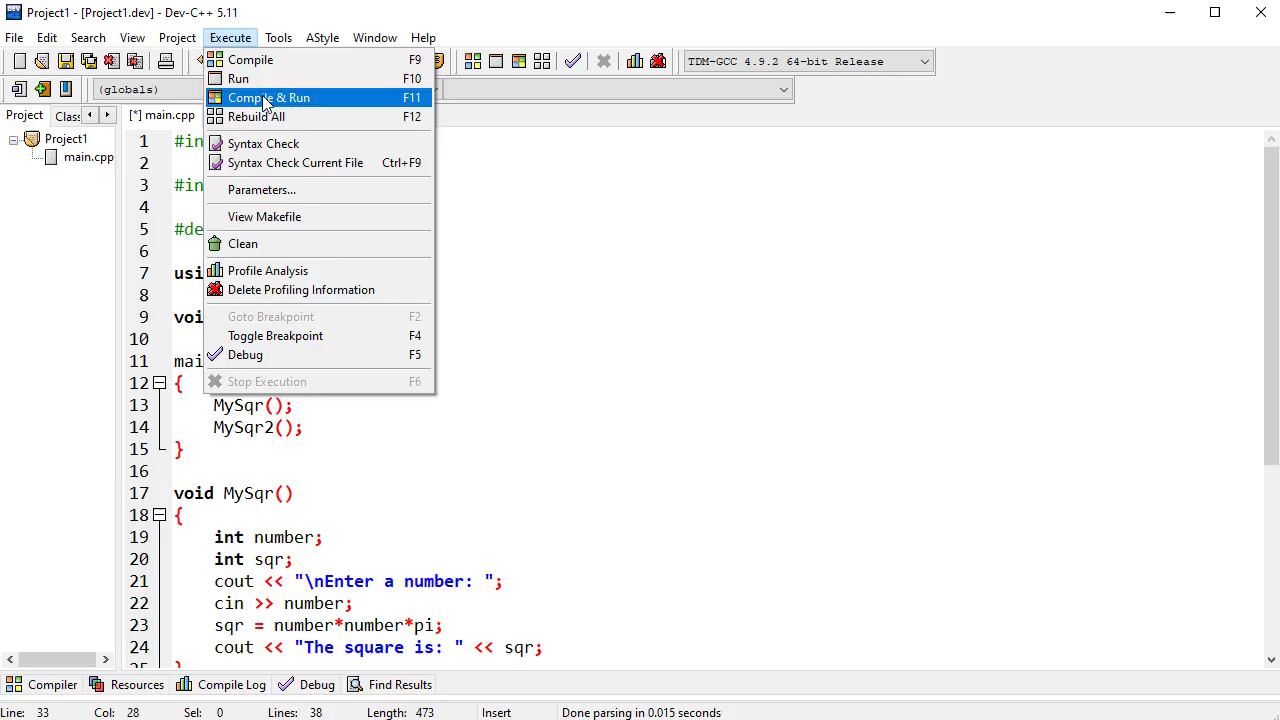 Project1 - [Project1.dev] - Dev-C++ 5.11
File Edit Search View Project Execute Tools AStyle Window Help
TDM-GCC 4.9.2 64-bit Release
(globals)
Project Class
[*] main.cpp
Project1
main.cpp
Compile F9
Run F10
Compile & Run F11
Rebuild All F12
Syntax Check
Syntax Check Current File Ctrl+F9
Parameters...
View Makefile
Clean
Profile Analysis
Delete Profiling Information
Goto Breakpoint F2
Toggle Breakpoint F4
Debug F5
Stop Execution F6
1 #in
2
3 #in
4
5 #de
6
7 usi
8
9 voi
10
11 mai
12 {
13 MySqr();
14 MySqr2();
15 }
16
17 void MySqr()
18 {
19 int number;
20 int sqr;
21 cout << "\nEnter a number: ";
22 cin >> number;
23 sqr = number*number*pi;
24 cout << "The square is: " << sqr;
25 }
Compiler Resources Compile Log Debug Find Results
Line: 33 Col: 28 Sel: 0 Lines: 38 Length: 473 Insert Done parsing in 0.015 seconds